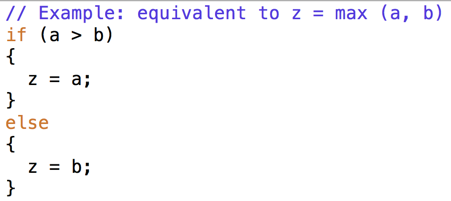 // Example: equivalent to z = max (a, b)
if (a > b)
{
  z = a;
}
else
{
  z = b;
}